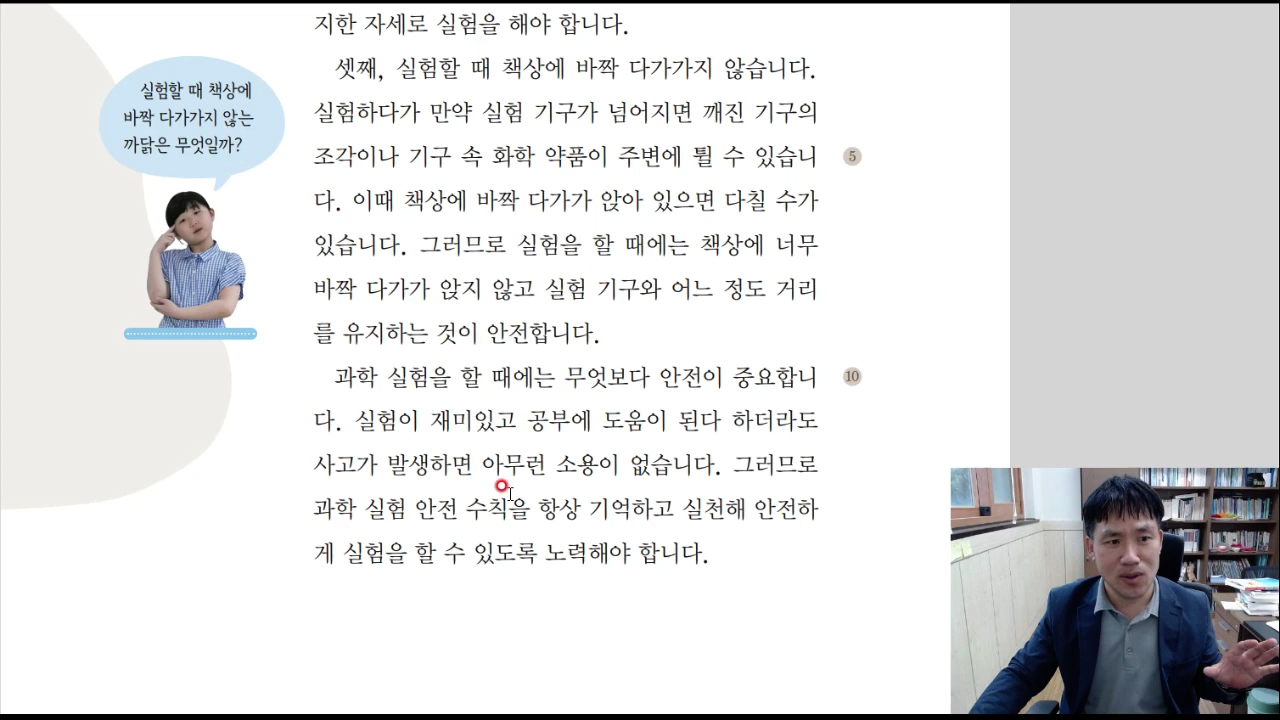 지한 자세로 실험을 해야 합니다.
실험할 때 책상에
바짝 다가가지 않는
까닭은 무엇일까?
셋째, 실험할 때 책상에 바짝 다가가지 않습니다.
실험하다가 만약 실험 기구가 넘어지면 깨진 기구의
조각이나 기구 속 화학 약품이 주변에 튈 수 있습니
5
다. 이때 책상에 바짝 다가가 앉아 있으면 다칠 수가
있습니다. 그러므로 실험을 할 때에는 책상에 너무
바짝 다가가 앉지 않고 실험 기구와 어느 정도 거리
를 유지하는 것이 안전합니다.
과학 실험을 할 때에는 무엇보다 안전이 중요합니
10
다. 실험이 재미있고 공부에 도움이 된다 하더라도
사고가 발생하면 아무런 소용이 없습니다. 그러므로
과학 실험 안전 수칙을 항상 기억하고 실천해 안전하
게 실험을 할 수 있도록 노력해야 합니다.